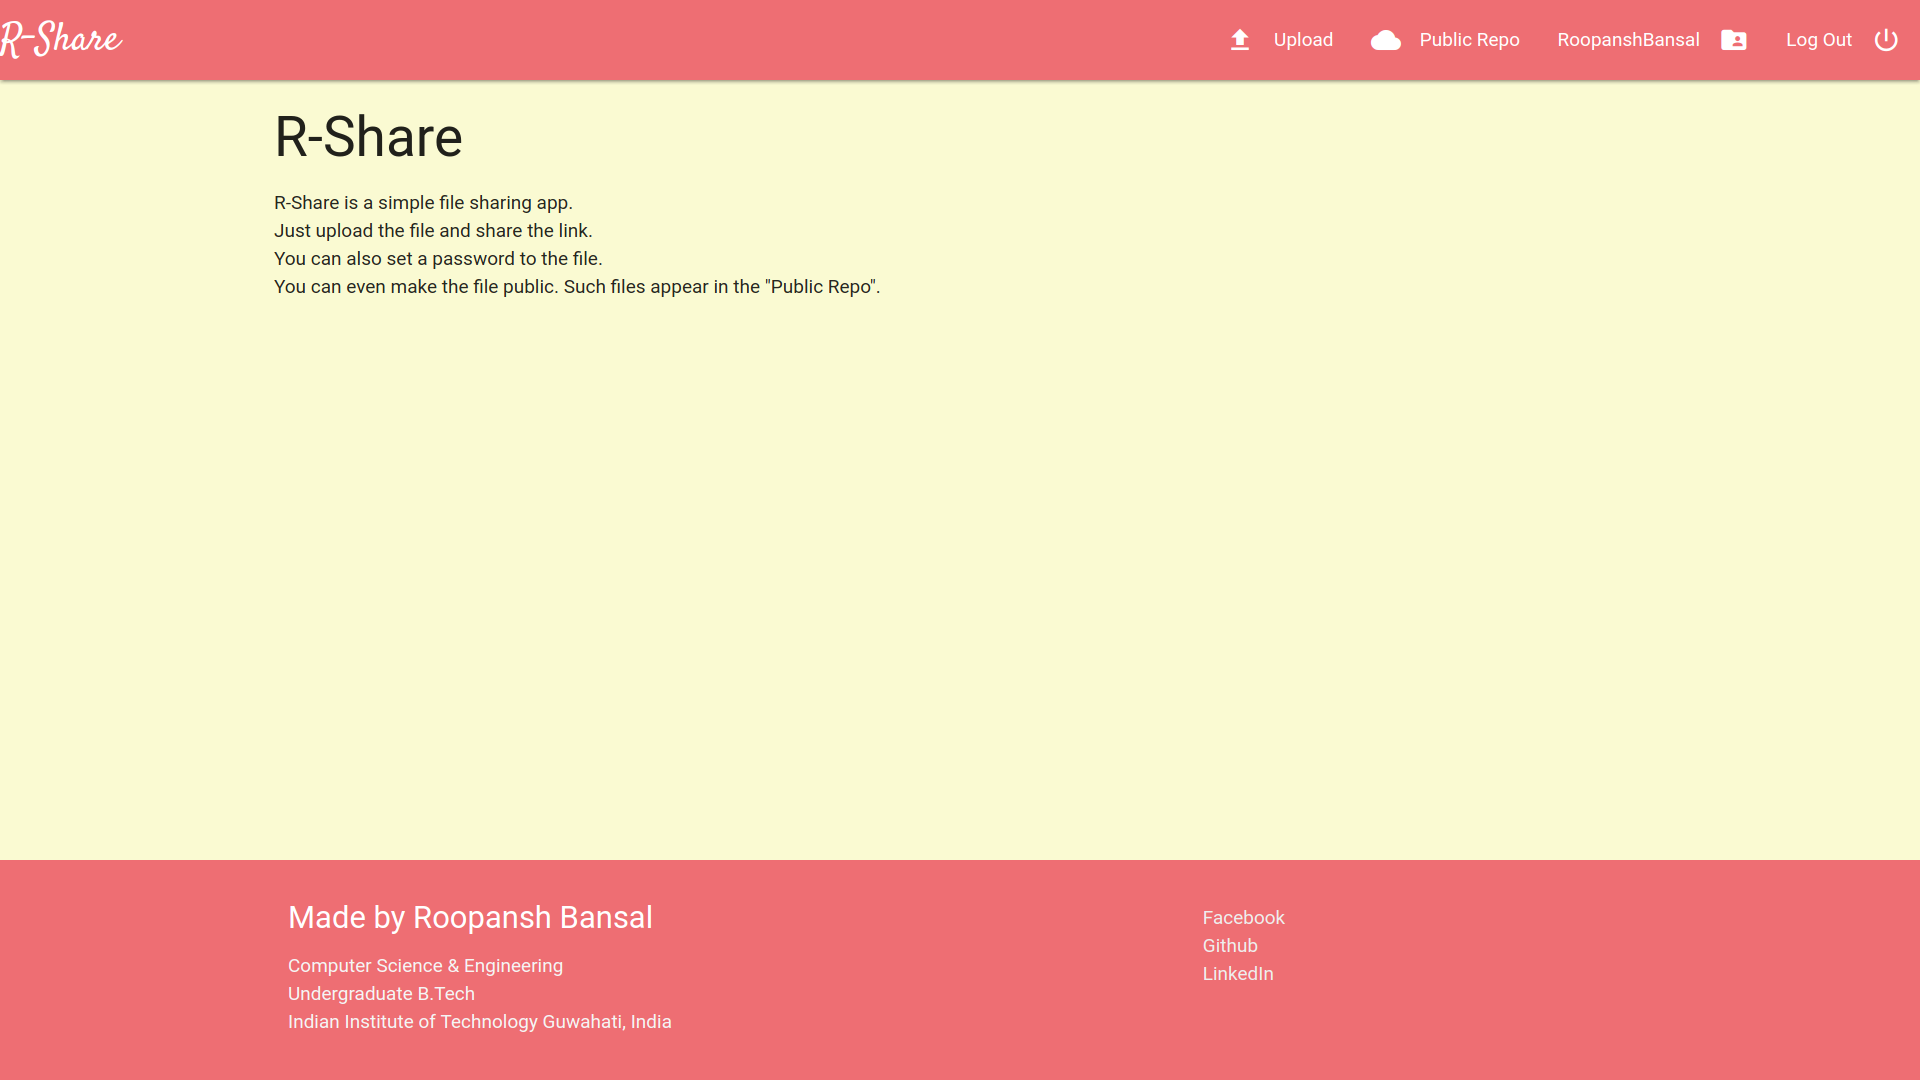 R-Share
Upload
Public Repo
RoopanshBansal
Log Out
R-Share
R-Share is a simple file sharing app.
Just upload the file and share the link.
You can also set a password to the file.
You can even make the file public. Such files appear in the "Public Repo".
Made by Roopansh Bansal
Computer Science & Engineering
Undergraduate B.Tech
Indian Institute of Technology Guwahati, India
Facebook
Github
LinkedIn